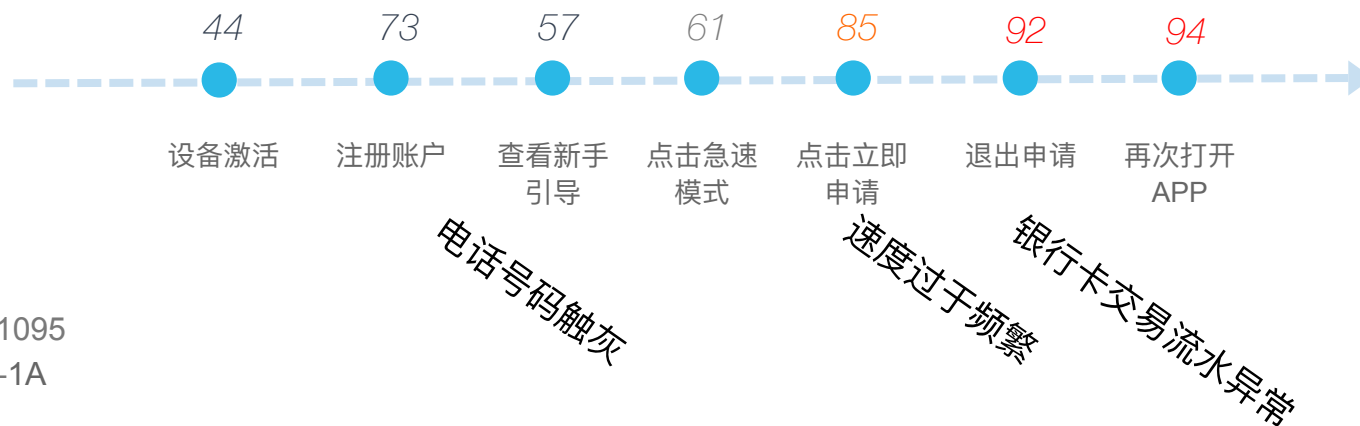 44 73 57 61 85 92 94
设备激活 注册账户 查看新手 点击急速 点击立即 退出申请 再次打开
引导 模式 申请 APP
电话号码触灰
速度过于频繁
银行卡交易流水异常
1095
-1A